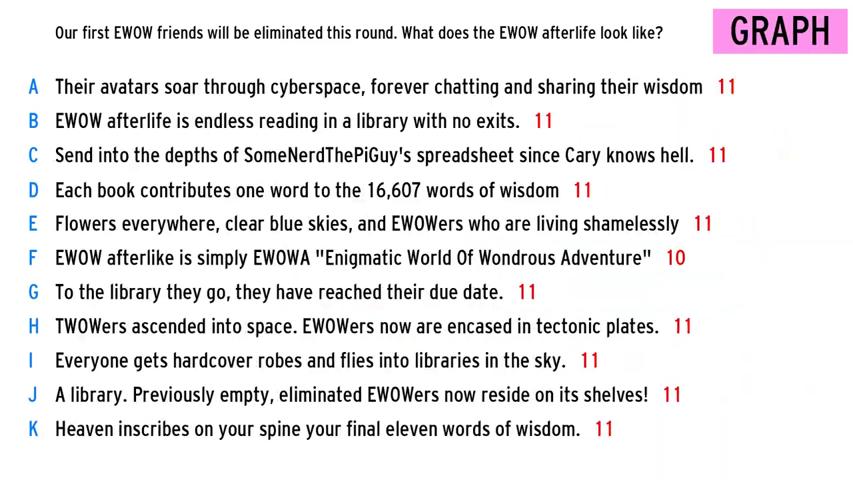 Our first EWOW friends will be eliminated this round. What does the EWOW afterlife look like?
GRAPH
A Their avatars soar through cyberspace, forever chatting and sharing their wisdom 11
B EWOW afterlife is endless reading in a library with no exits. 11
C Send into the depths of SomeNerdThePiGuy's spreadsheet since Cary knows hell. 11
D Each book contributes one word to the 16,607 words of wisdom 11
E Flowers everywhere, clear blue skies, and EWOWers who are living shamelessly 11
F EWOW afterlike is simply EWOWA "Enigmatic World Of Wondrous Adventure" 10
G To the library they go, they have reached their due date. 11
H TWOWers ascended into space. EWOWers now are encased in tectonic plates. 11
I Everyone gets hardcover robes and flies into libraries in the sky. 11
J A library. Previously empty, eliminated EWOWers now reside on its shelves! 11
K Heaven inscribes on your spine your final eleven words of wisdom. 11